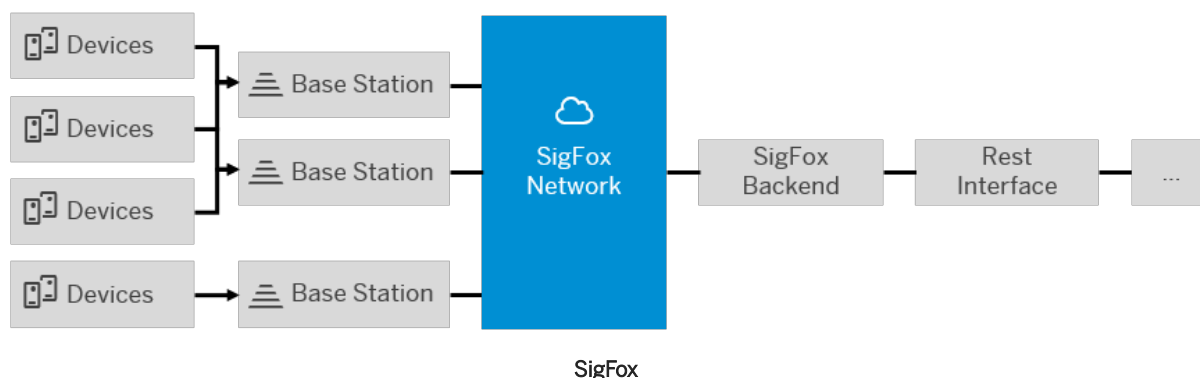 Devices
Devices
Devices
Devices
Base Station
Base Station
Base Station
SigFox
Network
SigFox
Backend
Rest
Interface
...
SigFox